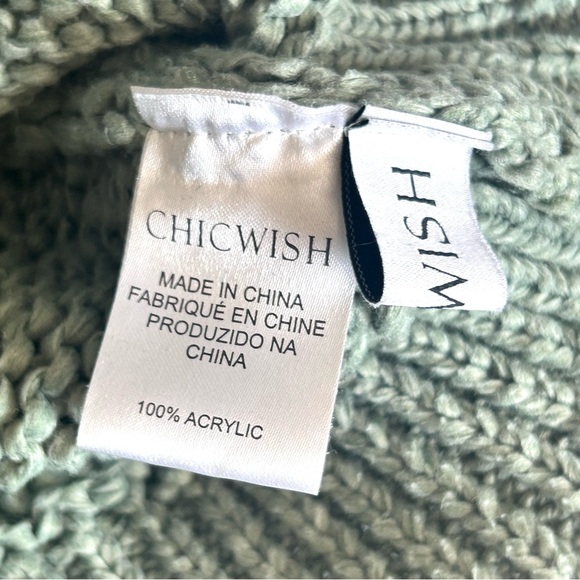 CHICWISH
MADE IN CHINA
FABRIQUÉ EN CHINE
PRODUZIDO NA
CHINA
100% ACRYLIC
WISH